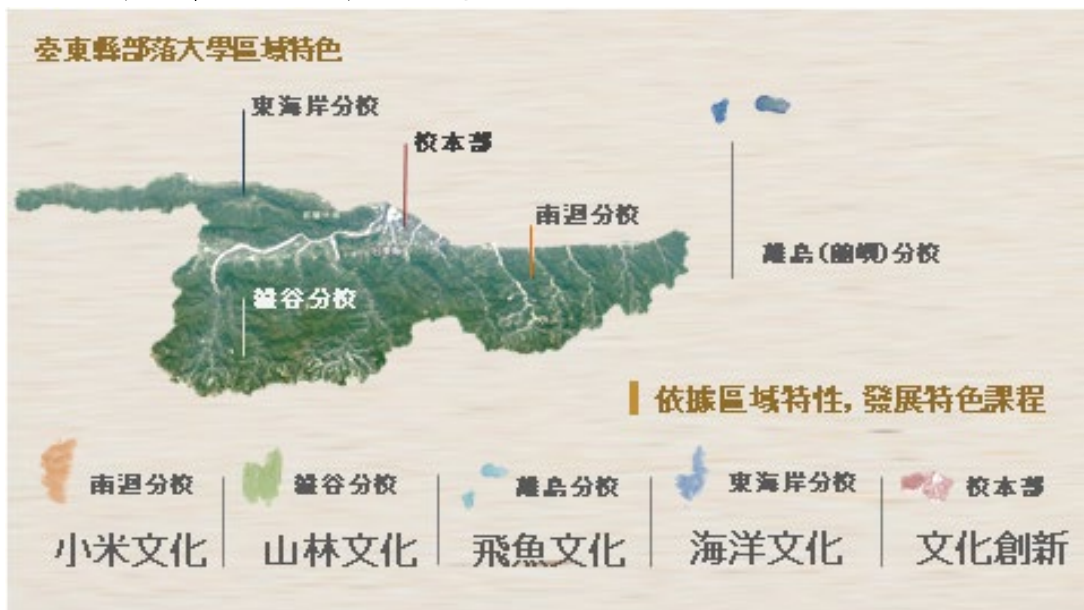 臺東縣部落大學區域特色
東海岸分校
校本部
南迴分校
離島(蘭嶼)分校
縱谷分校
依據區域特性,發展特色課程
南迴分校
縱谷分校
離島分校
東海岸分校
校本部
小米文化
山林文化
飛魚文化
海洋文化
文化創新